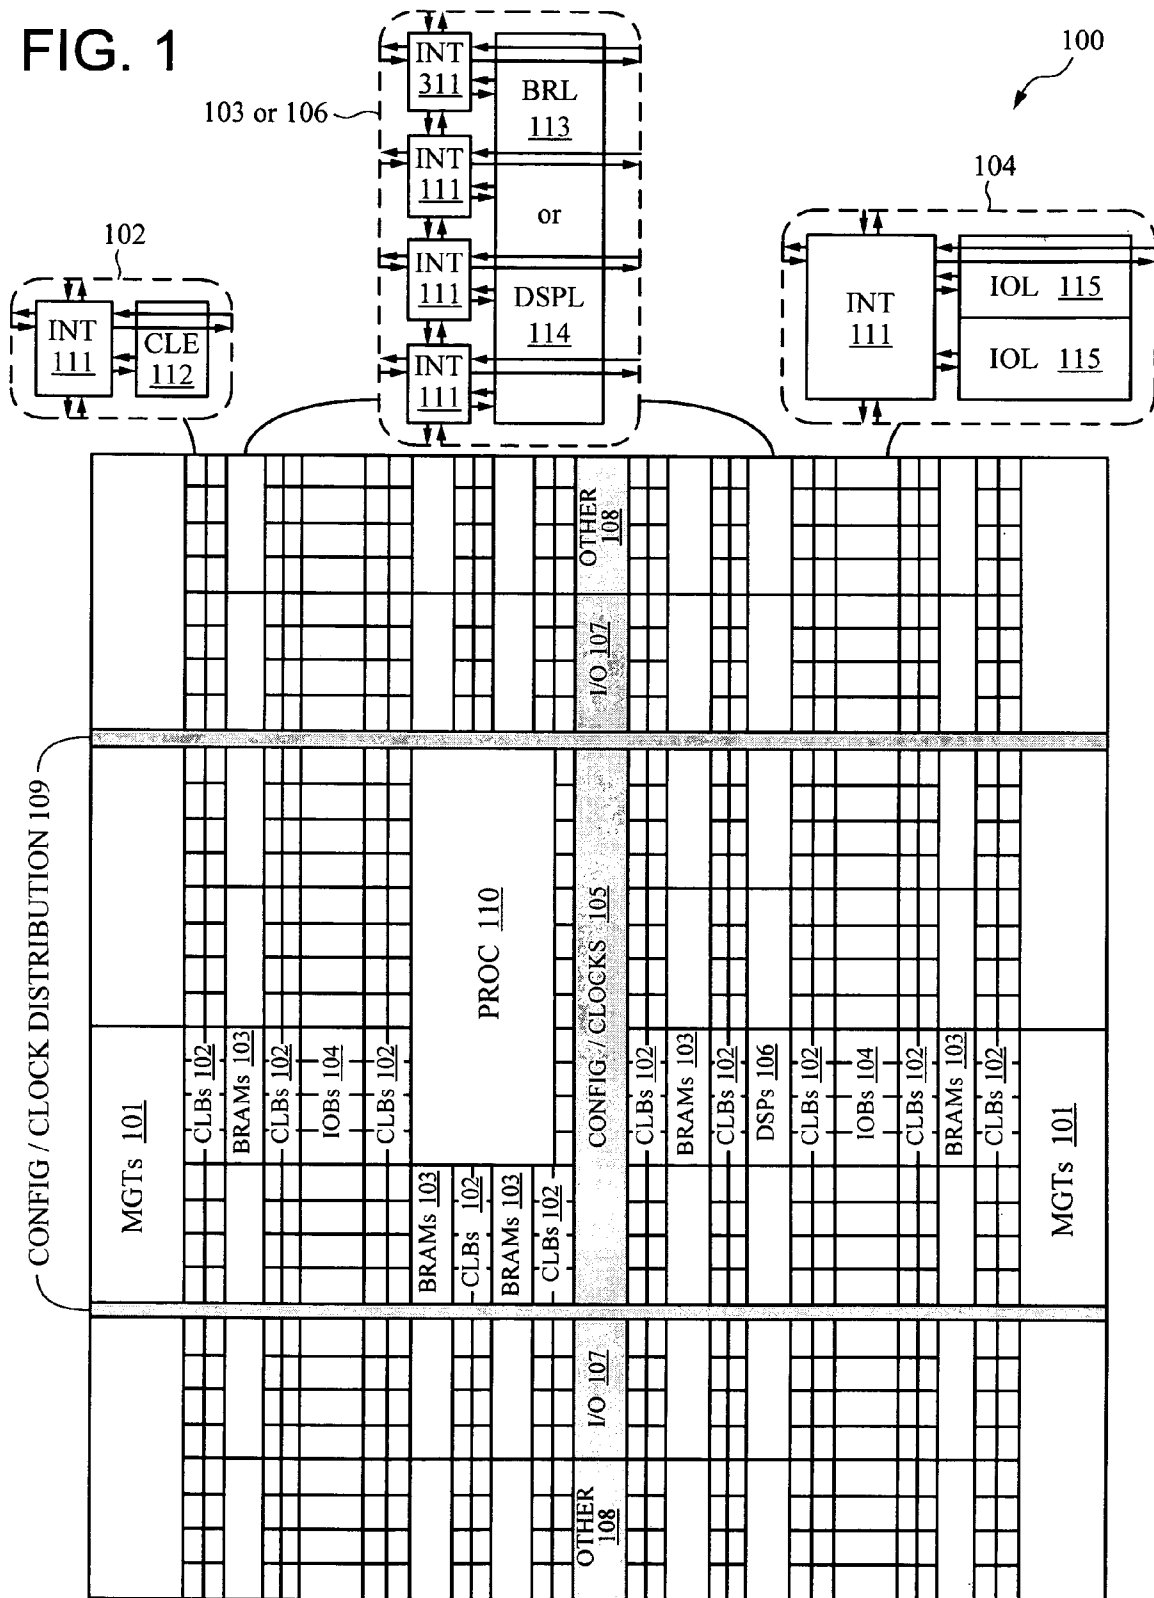 FIG. 1
100
103 or 106
INT
311
BRL
113
INT
111
or
INT
111
DSPL
114
INT
111
102
INT
111
CLE
112
104
INT
111
IOL 115
IOL 115
OTHER
108
I/O 107
CONFIG / CLOCK DISTRIBUTION 109
PROC 110
CONFIG. / CLOCKS 105
MGTs 101
CLBs 102
BRAMs 103
CLBs 102
IOBs 104
CLBs 102
BRAMs 103
CLBs 102
BRAMs 103
CLBs 102
CLBs 102
BRAMs 103
CLBs 102
DSPs 106
CLBs 102
IOBs 104
CLBs 102
BRAMs 103
CLBs 102
MGTs 101
I/O 107
OTHER
108